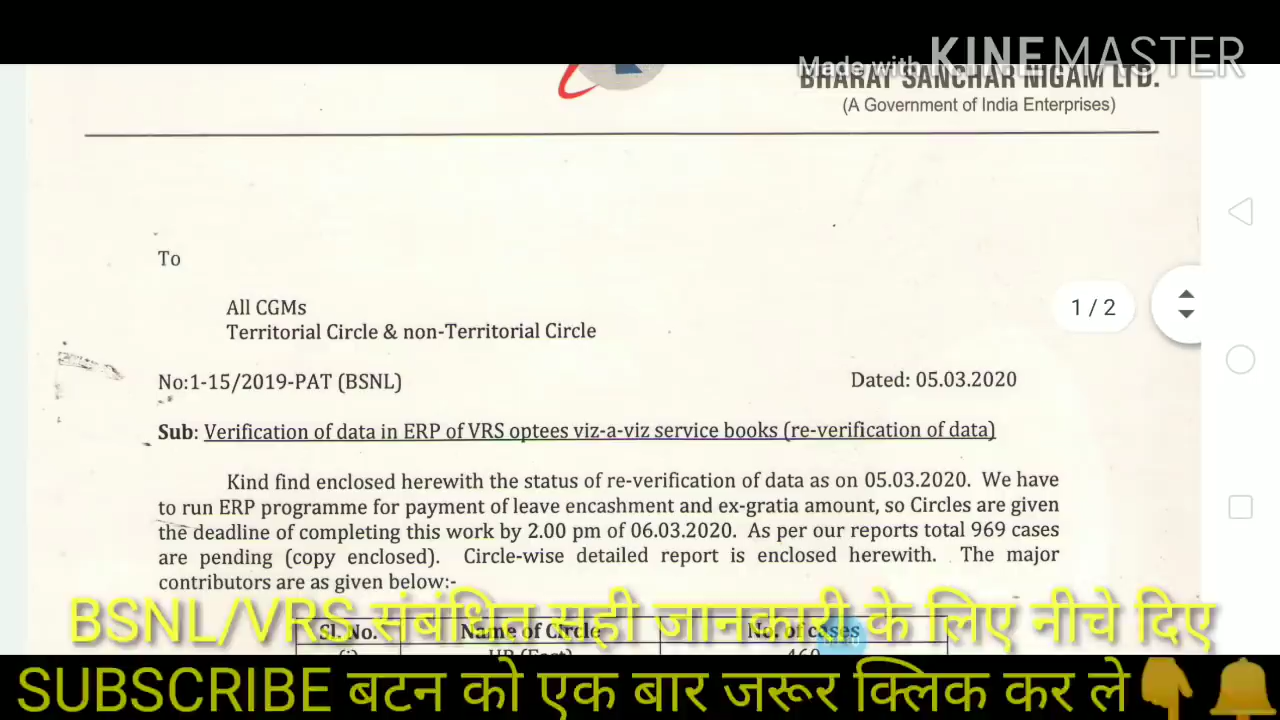 Made with KINEMASTER
BHARAT SANCHAR NIGAM LTD.
(A Government of India Enterprises)
To
All CGMs
Territorial Circle & non-Territorial Circle
1 / 2
No:1-15/2019-PAT (BSNL)
Dated: 05.03.2020
Sub: Verification of data in ERP of VRS optees viz-a-viz service books (re-verification of data)
Kind find enclosed herewith the status of re-verification of data as on 05.03.2020. We have
to run ERP programme for payment of leave encashment and ex-gratia amount, so Circles are given
the deadline of completing this work by 2.00 pm of 06.03.2020. As per our reports total 969 cases
are pending (copy enclosed). Circle-wise detailed report is enclosed herewith. The major
contributors are as given below:-
BSNL/VRS संबंधित सही जानकारी के लिए नीचे दिए
Sl. No. Name of Circle No. of cases
(i) UP (East) 460
SUBSCRIBE बटन को एक बार जरूर क्लिक कर ले